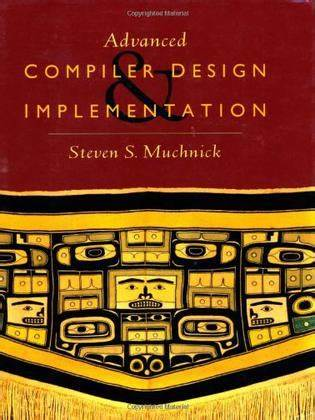 Advanced
COMPILER DESIGN
&
IMPLEMENTATION
Steven S. Muchnick